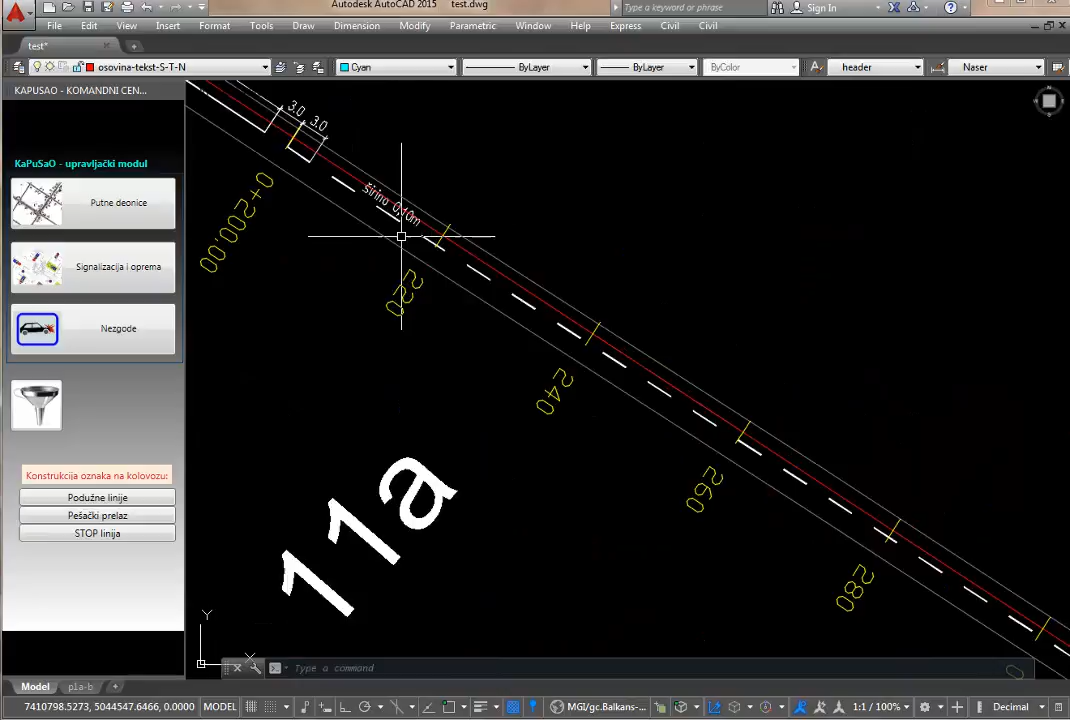 Autodesk AutoCAD 2015 test.dwg
Type a keyword or phrase
Sign In
File Edit View Insert Format Tools Draw Dimension Modify Parametric Window Help Express Civil Civil
test*
osovina-tekst-S-T-N
Cyan
ByLayer
ByLayer
ByColor
header
Naser
KAPUSAO - KOMANDNI CEN...
KaPuSaO - upravljački modul
Putne deonice
Signalizacija i oprema
Nezgode
Konstrukcija oznaka na kolovozu:
Podužne linije
Pešački prelaz
STOP linija
3.0 3.0
širina 0,10m
0+200,00
220
240
260
280
11a
Y
X
Type a command
Model p1a-b
7410798.5273, 5044547.6466, 0.0000 MODEL
MGI/gc.Balkans-...
1:1 / 100%
Decimal